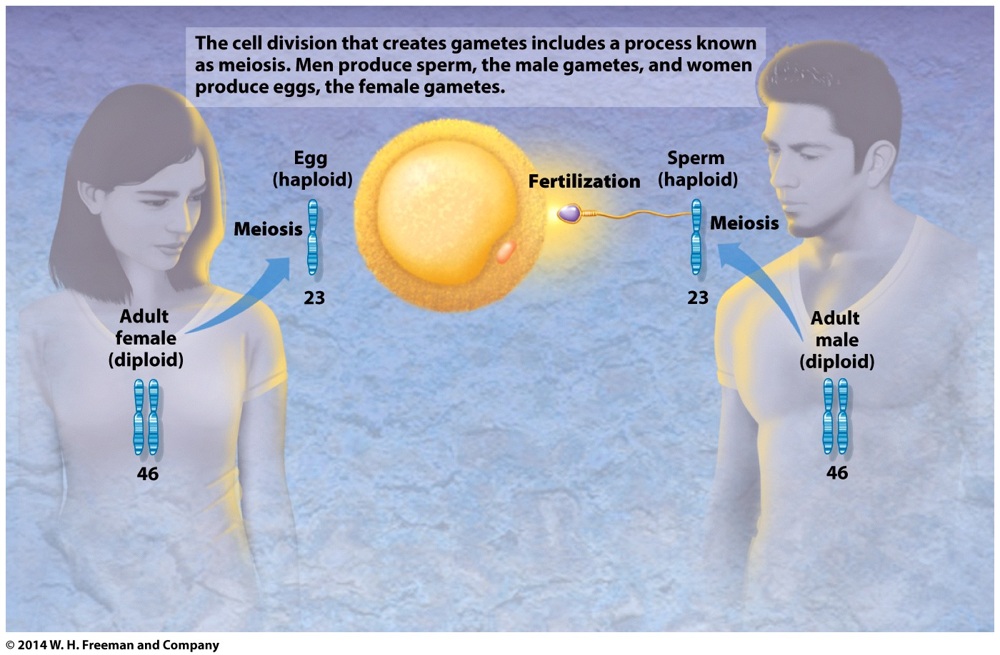 The cell division that creates gametes includes a process known
as meiosis. Men produce sperm, the male gametes, and women
produce eggs, the female gametes.
Egg
(haploid)
Meiosis
23
Fertilization
Sperm
(haploid)
Meiosis
23
Adult
female
(diploid)
46
Adult
male
(diploid)
46
© 2014 W. H. Freeman and Company